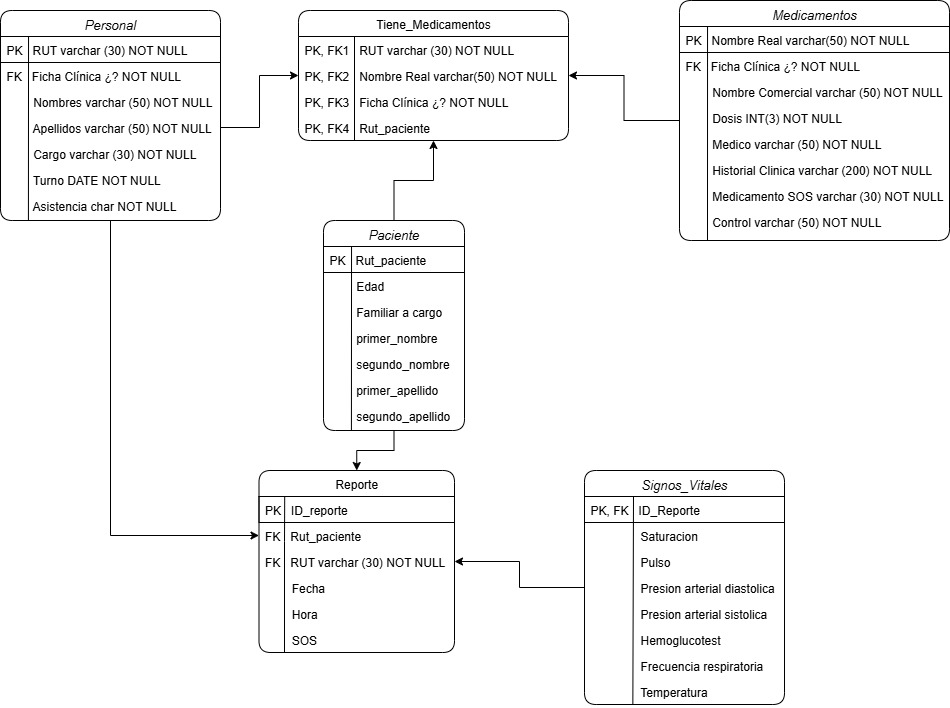 Personal
PK RUT varchar (30) NOT NULL
FK Ficha Clínica ¿? NOT NULL
Nombres varchar (50) NOT NULL
Apellidos varchar (50) NOT NULL
Cargo varchar (30) NOT NULL
Turno DATE NOT NULL
Asistencia char NOT NULL
Tiene_Medicamentos
PK, FK1 RUT varchar (30) NOT NULL
PK, FK2 Nombre Real varchar(50) NOT NULL
PK, FK3 Ficha Clínica ¿? NOT NULL
PK, FK4 Rut_paciente
Medicamentos
PK Nombre Real varchar(50) NOT NULL
FK Ficha Clínica ¿? NOT NULL
Nombre Comercial varchar (50) NOT NULL
Dosis INT(3) NOT NULL
Medico varchar (50) NOT NULL
Historial Clinica varchar (200) NOT NULL
Medicamento SOS varchar (30) NOT NULL
Control varchar (50) NOT NULL
Paciente
PK Rut_paciente
Edad
Familiar a cargo
primer_nombre
segundo_nombre
primer_apellido
segundo_apellido
Reporte
PK ID_reporte
FK Rut_paciente
FK RUT varchar (30) NOT NULL
Fecha
Hora
SOS
Signos_Vitales
PK, FK ID_Reporte
Saturacion
Pulso
Presion arterial diastolica
Presion arterial sistolica
Hemoglucotest
Frecuencia respiratoria
Temperatura